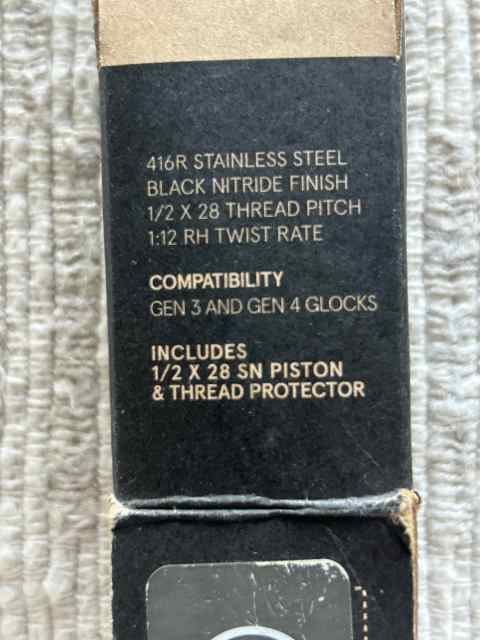 416R STAINLESS STEEL
BLACK NITRIDE FINISH
1/2 X 28 THREAD PITCH
1:12 RH TWIST RATE
COMPATIBILITY
GEN 3 AND GEN 4 GLOCKS
INCLUDES
1/2 X 28 SN PISTON
& THREAD PROTECTOR